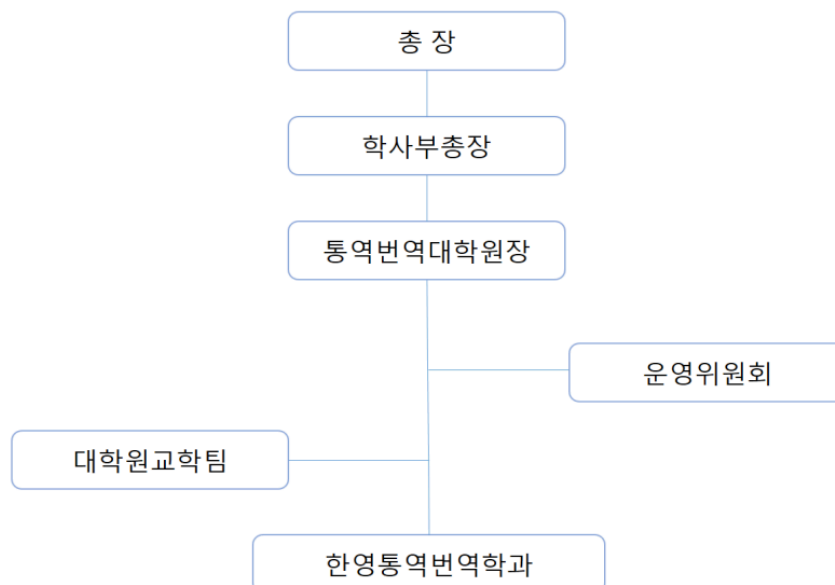 총 장
학사부총장
통역번역대학원장
운영위원회
대학원교학팀
한영통역번역학과